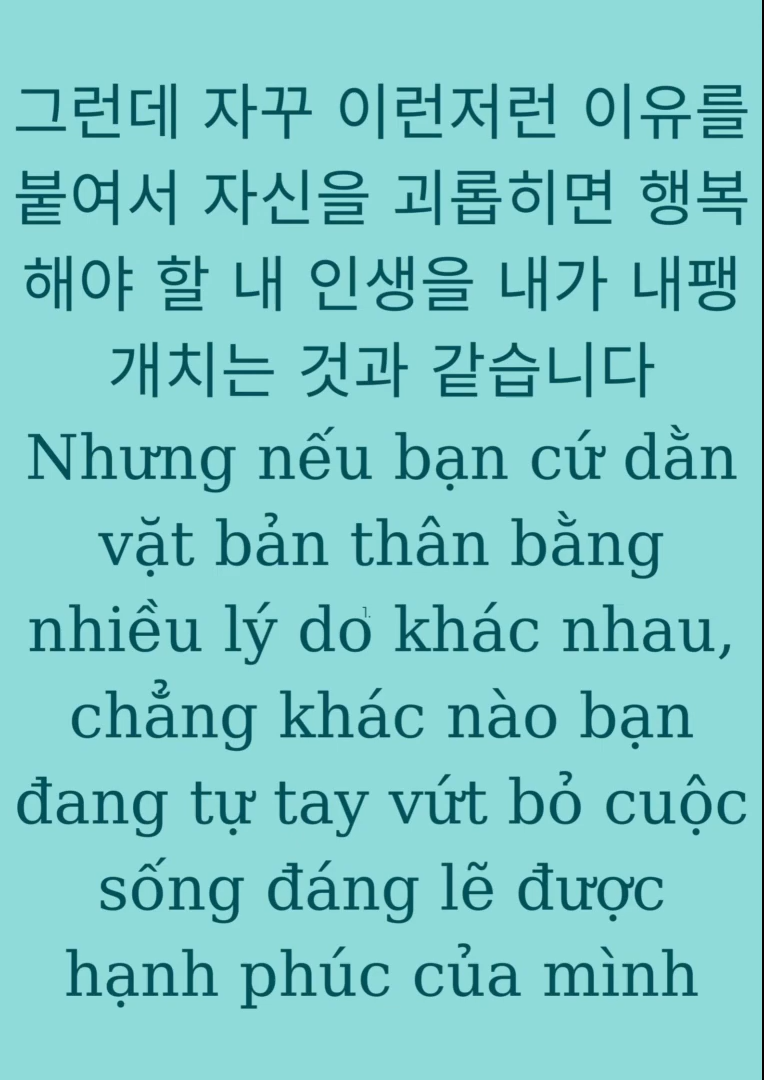 그런데 자꾸 이런저런 이유를
붙여서 자신을 괴롭히면 행복
해야 할 내 인생을 내가 내팽
개치는 것과 같습니다
Nhưng nếu bạn cứ dằn
vặt bản thân bằng
nhiều lý do khác nhau,
chẳng khác nào bạn
đang tự tay vứt bỏ cuộc
sống đáng lẽ được
hạnh phúc của mình